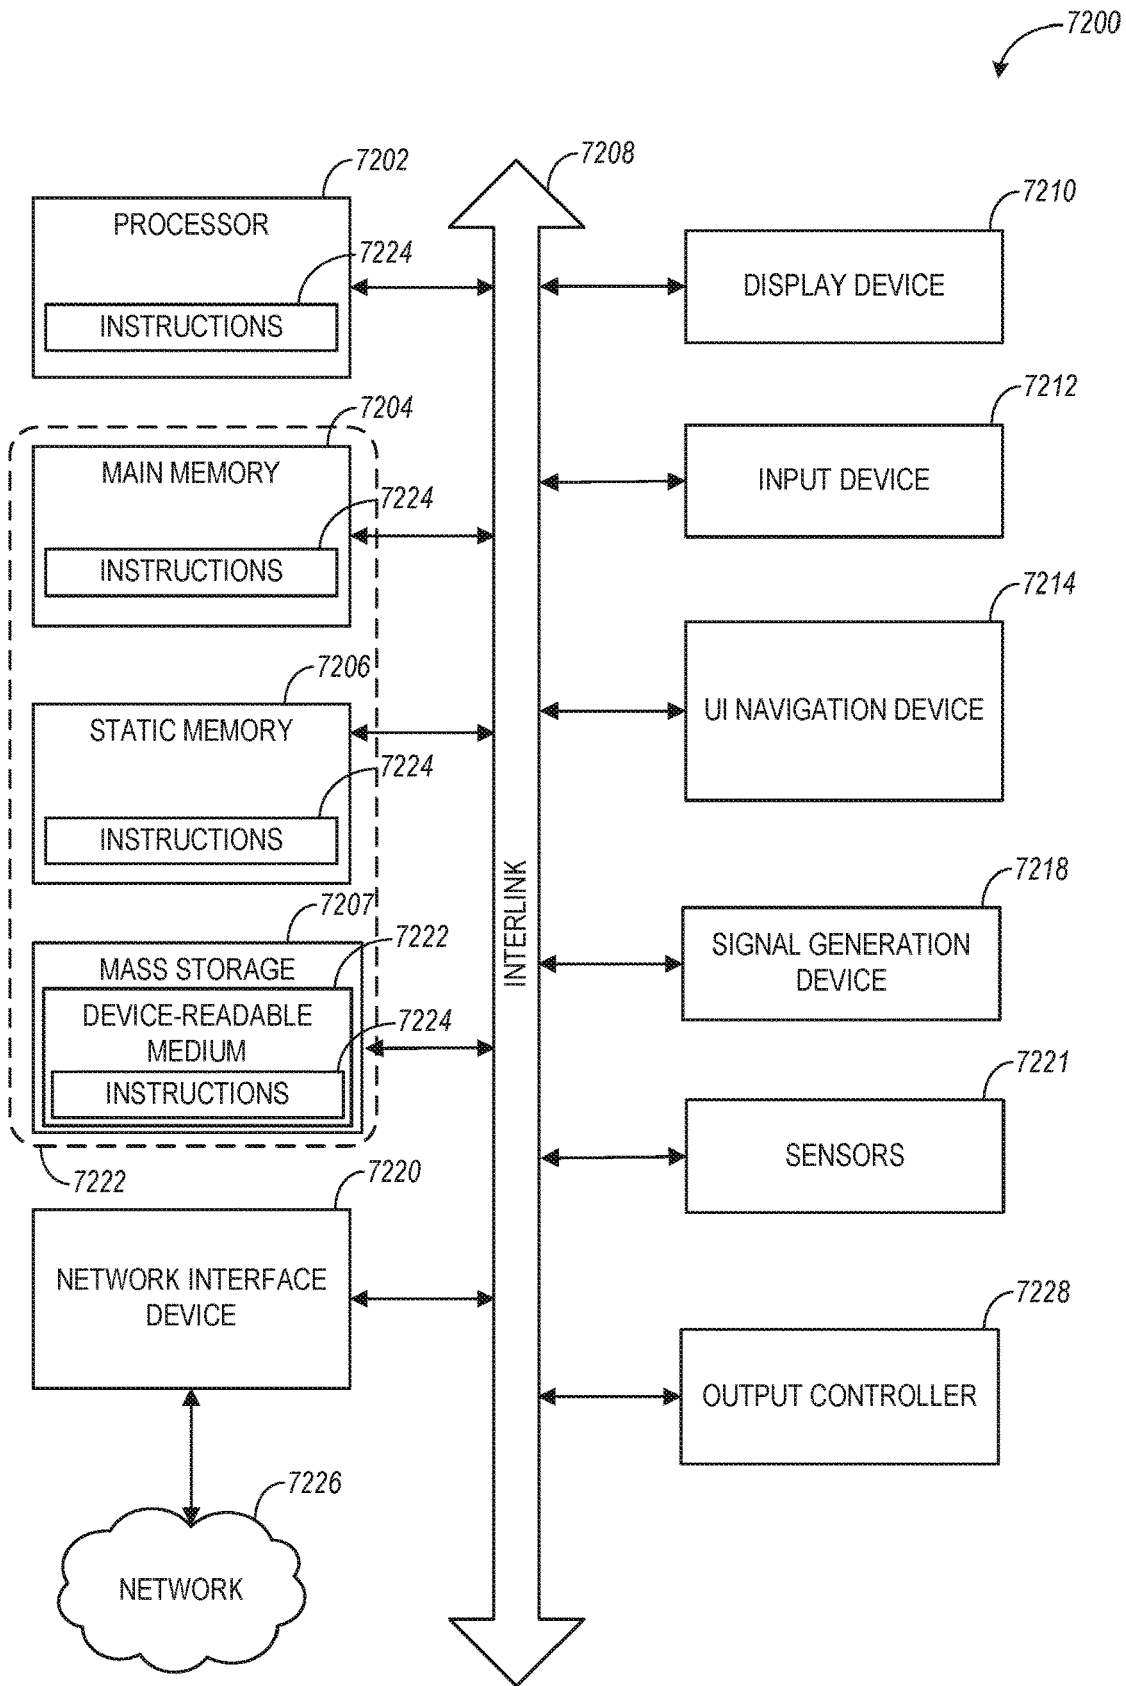 7200
7202
PROCESSOR
7224
INSTRUCTIONS
7204
MAIN MEMORY
7224
INSTRUCTIONS
7206
STATIC MEMORY
7224
INSTRUCTIONS
7207
MASS STORAGE
7222
DEVICE-READABLE
MEDIUM
7224
INSTRUCTIONS
7222
7220
NETWORK INTERFACE
DEVICE
7226
NETWORK
7208
INTERLINK
7210
DISPLAY DEVICE
7212
INPUT DEVICE
7214
UI NAVIGATION DEVICE
7218
SIGNAL GENERATION
DEVICE
7221
SENSORS
7228
OUTPUT CONTROLLER